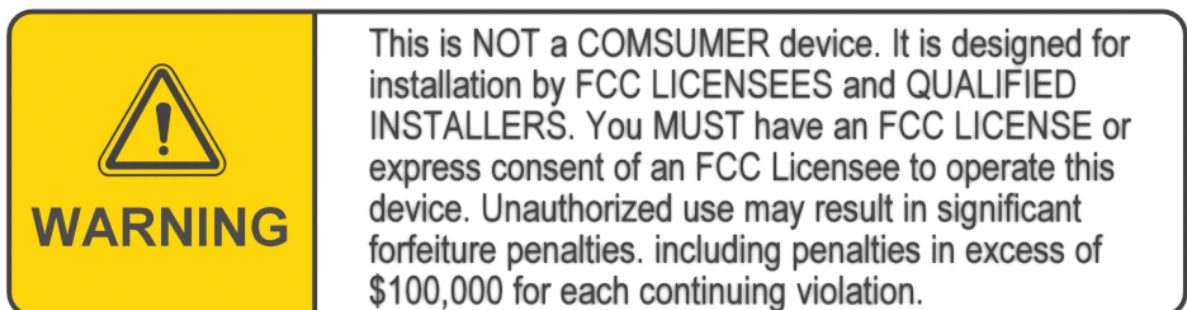 WARNING
This is NOT a COMSUMER device. It is designed for
installation by FCC LICENSEES and QUALIFIED
INSTALLERS. You MUST have an FCC LICENSE or
express consent of an FCC Licensee to operate this
device. Unauthorized use may result in significant
forfeiture penalties. including penalties in excess of
$100,000 for each continuing violation.